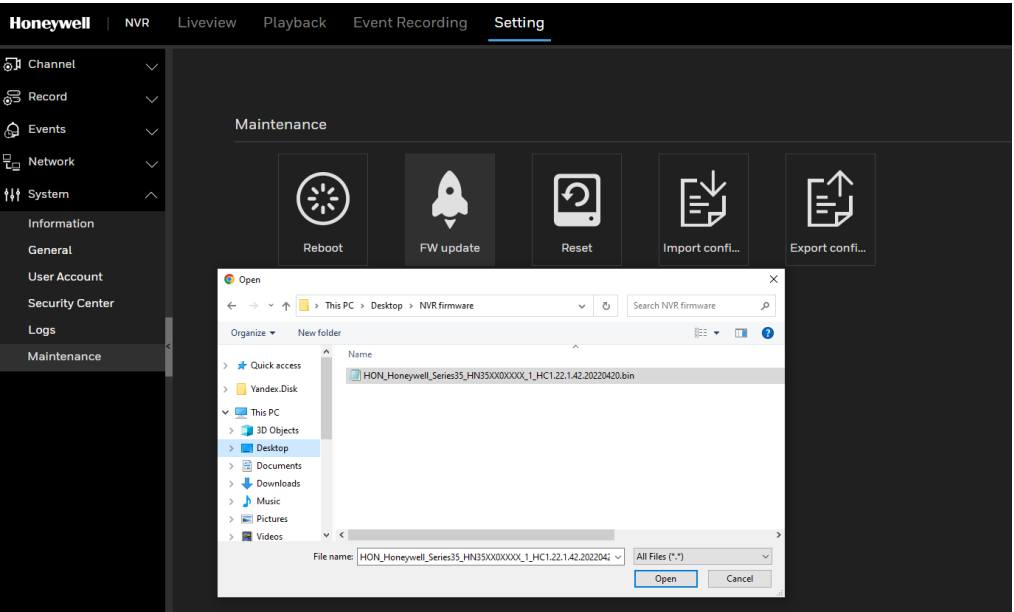 Honeywell | NVR Liveview Playback Event Recording Setting
Channel
Record
Events
Network
System
Information
General
User Account
Security Center
Logs
Maintenance
Maintenance
Reboot FW update Reset Import confi... Export confi...
Open
This PC > Desktop > NVR firmware Search NVR firmware
Organize New folder
Name
HON_Honeywell_Series35_HN35XX0XXXX_1_HC1.22.1.42.20220420.bin
Quick access
Yandex.Disk
This PC
3D Objects
Desktop
Documents
Downloads
Music
Pictures
Videos
File name: HON_Honeywell_Series35_HN35XX0XXXX_1_HC1.22.1.42.2022042 All Files (*.*)
Open Cancel